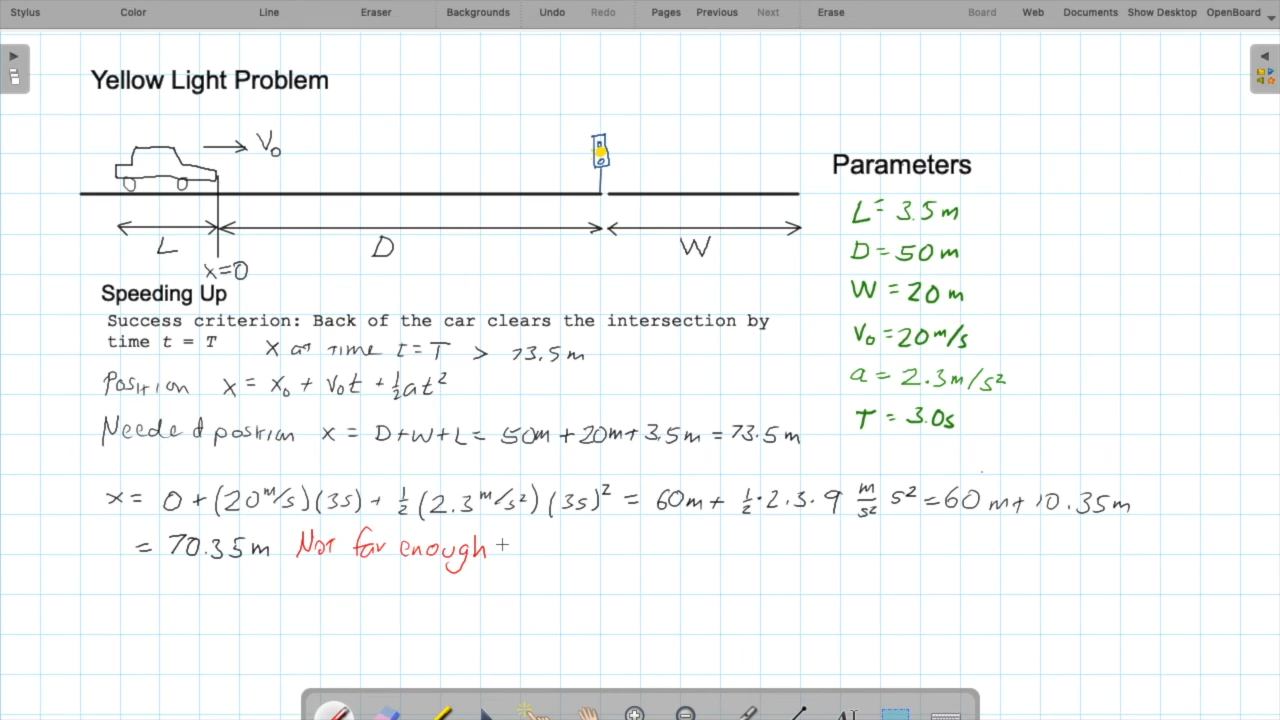 Stylus Color Line Eraser Backgrounds Undo Redo Pages Previous Next Erase Board Web Documents Show Desktop OpenBoard
Yellow Light Problem
V₀
Parameters
L = 3.5 m
D = 50 m
W = 20 m
V₀ = 20 m/s
a = 2.3 m/s²
T = 3.0s
L D W
x=0
Speeding Up
Success criterion: Back of the car clears the intersection by
time t = T
X at time t = T > 73.5 m
Position x = x₀ + v₀t + ½at²
Needed position x = D+W+L = 50m + 20m + 3.5m = 73.5 m
x = 0 + (20 m/s)(3s) + ½ (2.3 m/s²)(3s)² = 60m + ½ · 2.3 · 9 m/s² s² = 60 m + 10.35m
= 70.35 m Not far enough